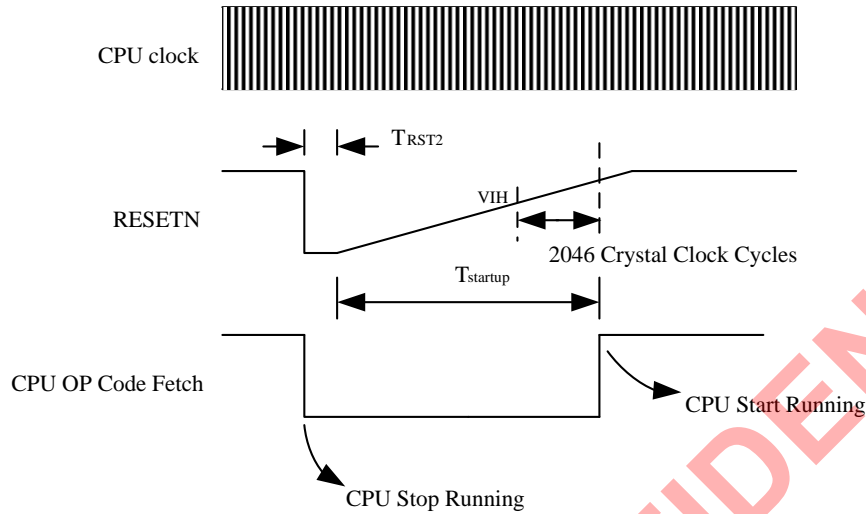 CPU clock
TRST2
VIH
RESETN
2046 Crystal Clock Cycles
Tstartup
CPU OP Code Fetch
CPU Start Running
CPU Stop Running